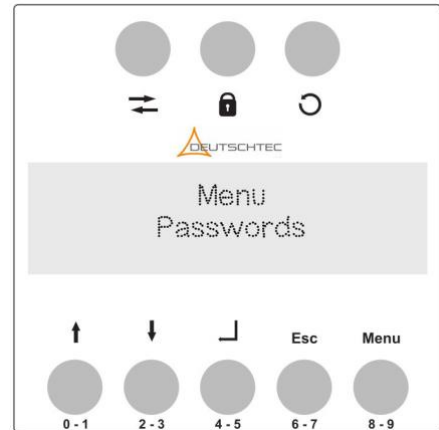 DEUTSCHTEC
Menu
Passwords
Esc Menu
0 - 1 2 - 3 4 - 5 6 - 7 8 - 9